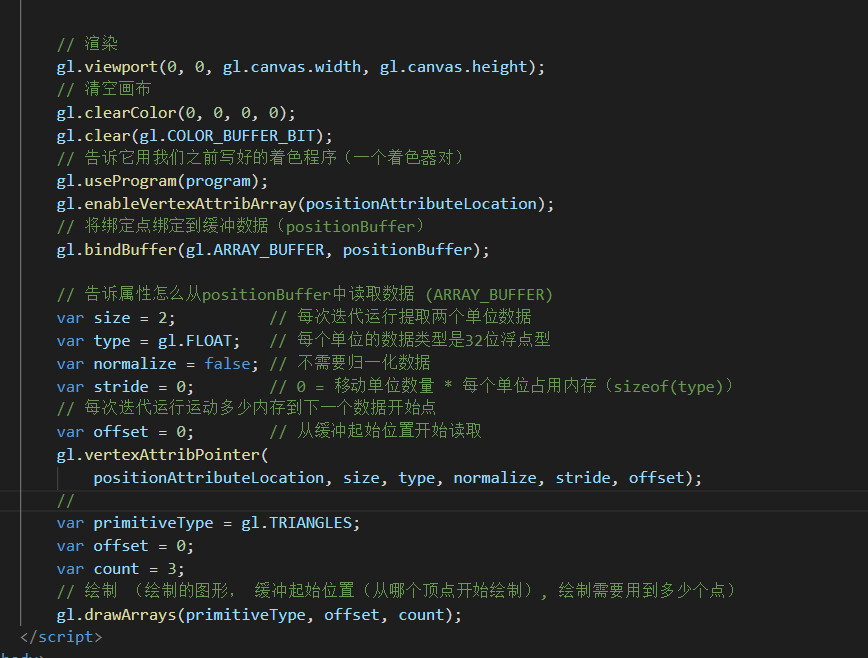 // 渲染
gl.viewport(0, 0, gl.canvas.width, gl.canvas.height);
// 清空画布
gl.clearColor(0, 0, 0, 0);
gl.clear(gl.COLOR_BUFFER_BIT);
// 告诉它用我们之前写好的着色程序（一个着色器对）
gl.useProgram(program);
gl.enableVertexAttribArray(positionAttributeLocation);
// 将绑定点绑定到缓冲数据（positionBuffer）
gl.bindBuffer(gl.ARRAY_BUFFER, positionBuffer);
// 告诉属性怎么从positionBuffer中读取数据 (ARRAY_BUFFER)
var size = 2;          // 每次迭代运行提取两个单位数据
var type = gl.FLOAT;   // 每个单位的数据类型是32位浮点型
var normalize = false; // 不需要归一化数据
var stride = 0;        // 0 = 移动单位数量 * 每个单位占用内存（sizeof(type)）
// 每次迭代运行运动多少内存到下一个数据开始点
var offset = 0;        // 从缓冲起始位置开始读取
gl.vertexAttribPointer(
positionAttributeLocation, size, type, normalize, stride, offset);
//
var primitiveType = gl.TRIANGLES;
var offset = 0;
var count = 3;
// 绘制 （绘制的图形， 缓冲起始位置（从哪个顶点开始绘制）, 绘制需要用到多少个点）
gl.drawArrays(primitiveType, offset, count);
</script>